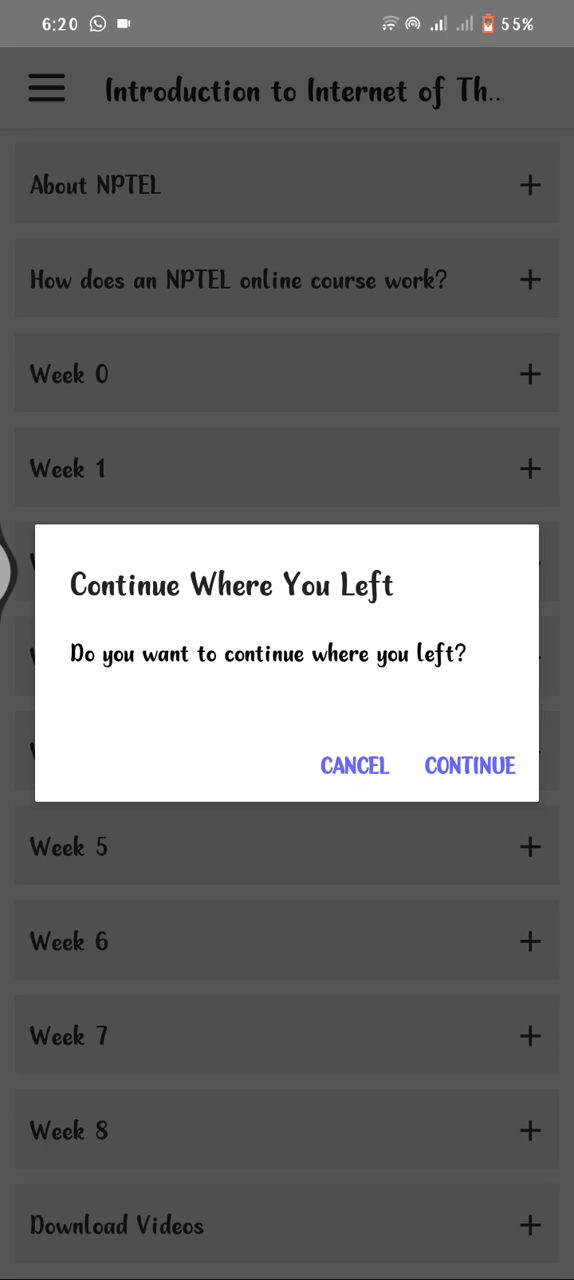 6:20 55%
Introduction to Internet of Th..
About NPTEL +
How does an NPTEL online course work? +
Week 0 +
Week 1 +
Continue Where You Left
Do you want to continue where you left?
CANCEL CONTINUE
Week 5 +
Week 6 +
Week 7 +
Week 8 +
Download Videos +